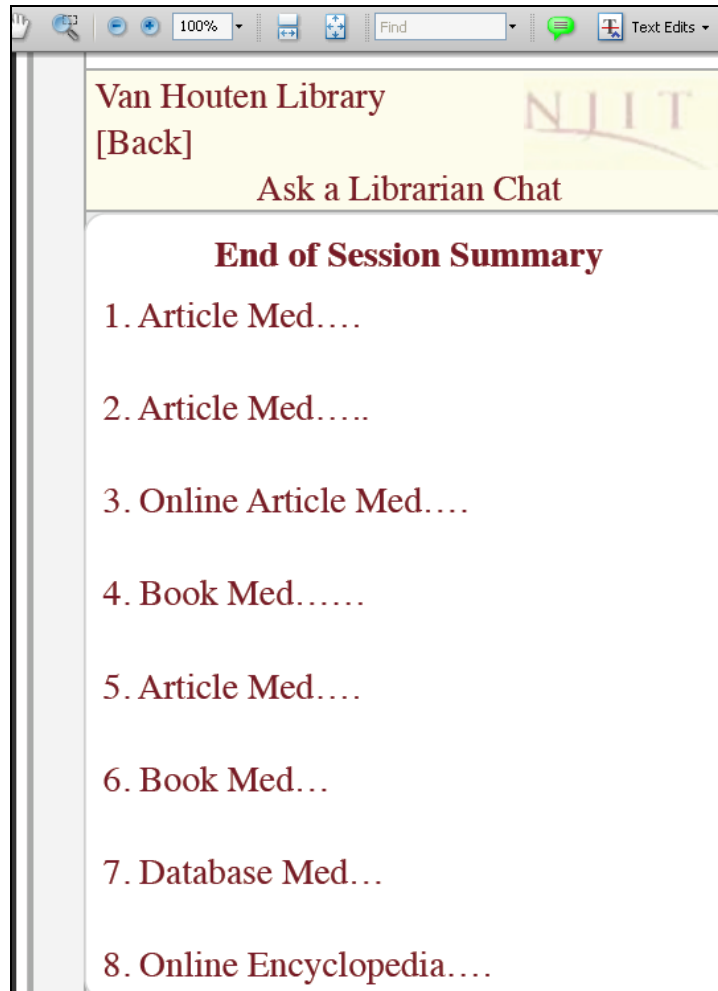 100%
Find
Text Edits
Van Houten Library
NJIT
[Back]
Ask a Librarian Chat
End of Session Summary
1. Article Med….
2. Article Med…..
3. Online Article Med….
4. Book Med……
5. Article Med….
6. Book Med…
7. Database Med…
8. Online Encyclopedia….